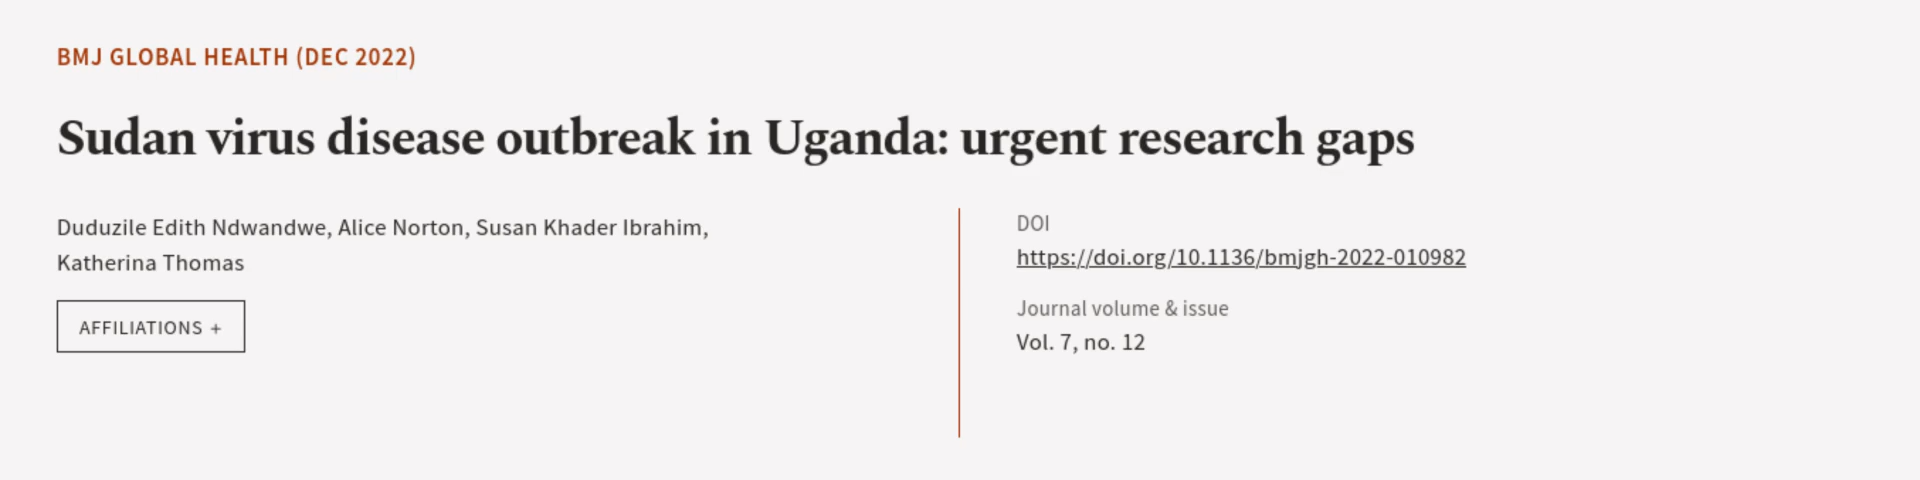 BMJ GLOBAL HEALTH (DEC 2022)
Sudan virus disease outbreak in Uganda: urgent research gaps
Duduzile Edith Ndwandwe, Alice Norton, Susan Khader Ibrahim,
Katherina Thomas
AFFILIATIONS +
DOI
https://doi.org/10.1136/bmjgh-2022-010982
Journal volume & issue
Vol. 7, no. 12